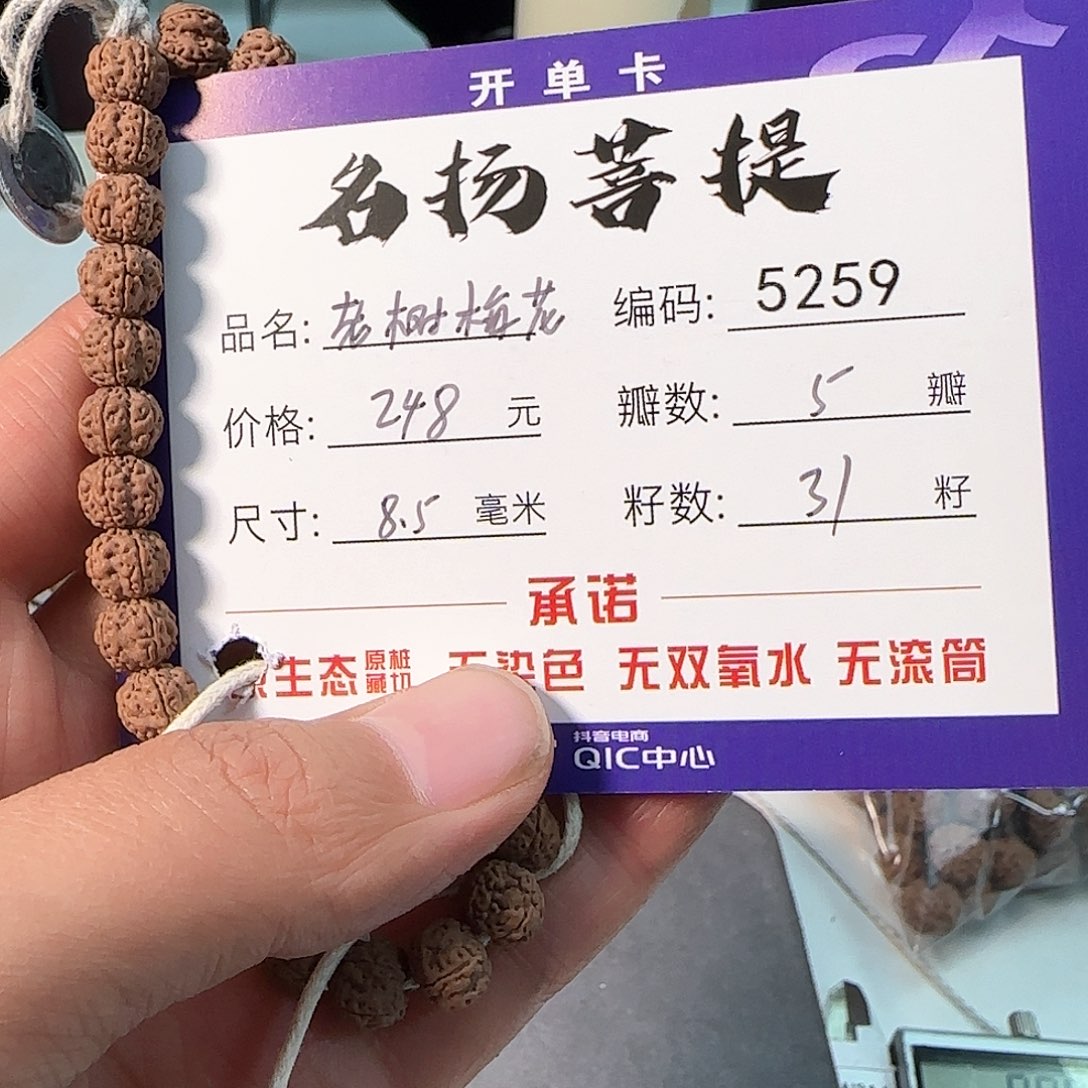 开单卡
名扬菩提
品名: 老树梅花 编码: 5259
价格: 248 元 瓣数: 5 瓣
尺寸: 8.5 毫米 籽数: 31 籽
承诺
生态 原桩藏切 无染色 无双氧水 无滚筒
抖音电商
QIC中心